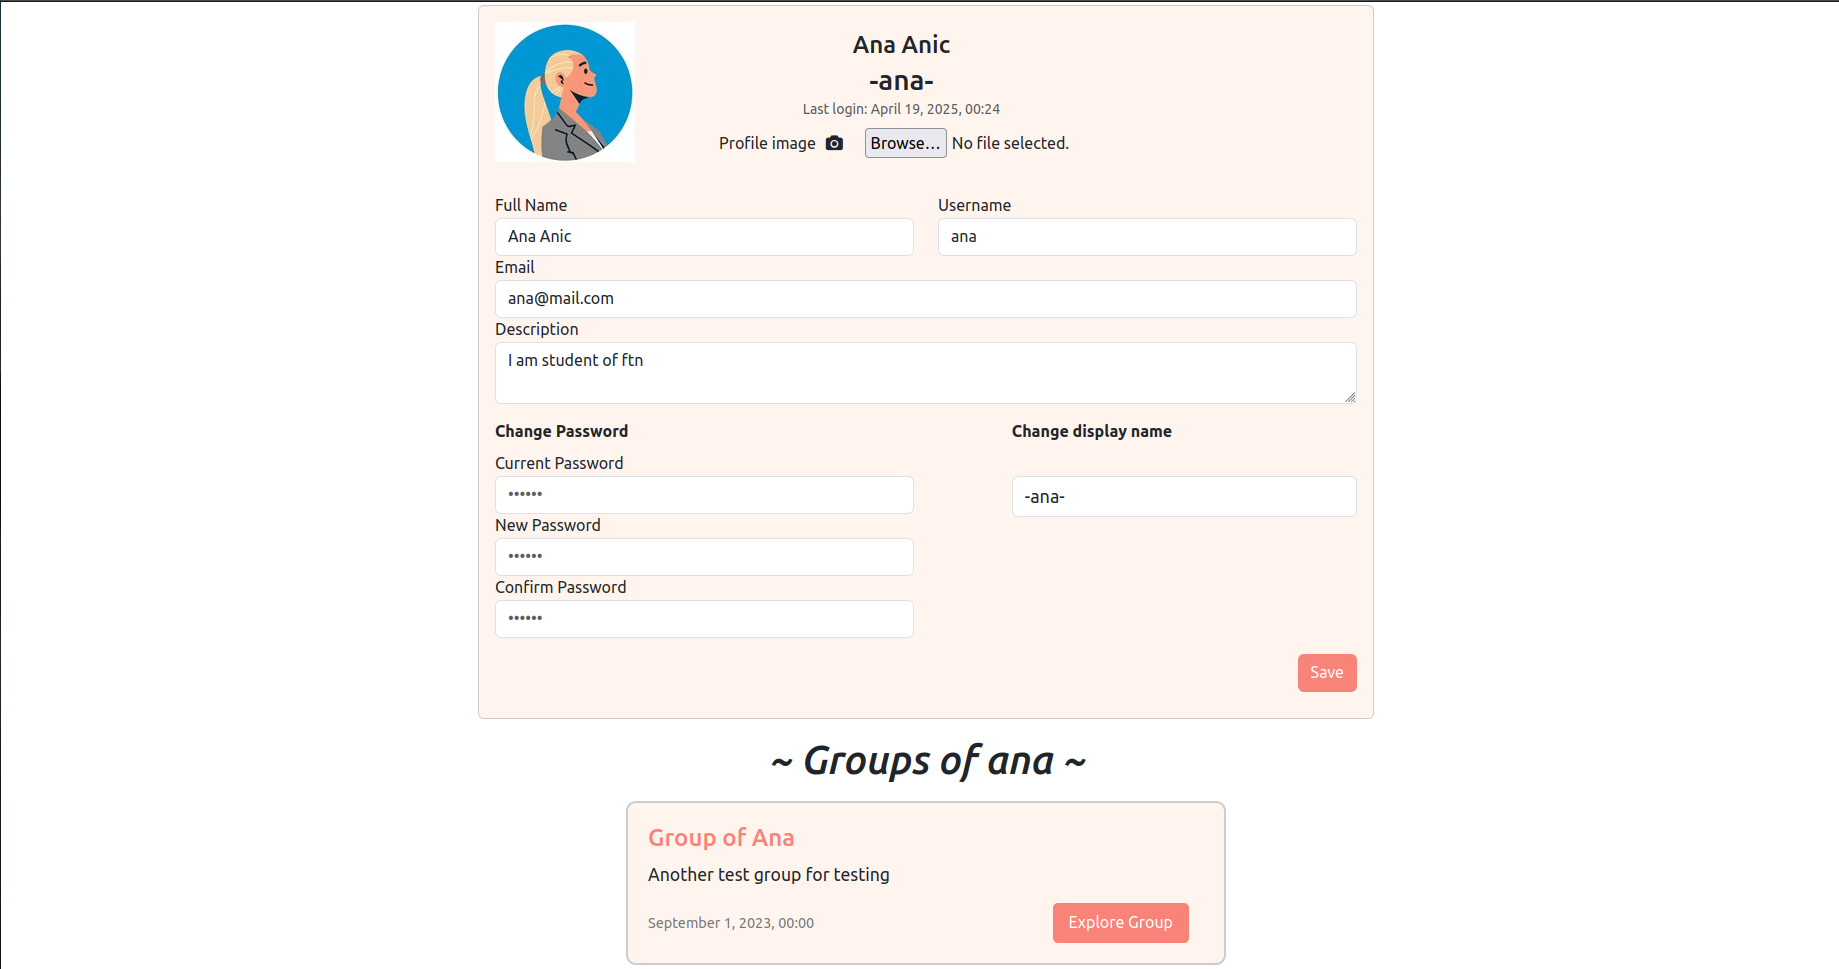 Ana Anic
-ana-
Last login: April 19, 2025, 00:24
Profile image Browse... No file selected.
Full Name Username
Ana Anic ana
Email
ana@mail.com
Description
I am student of ftn
Change Password Change display name
Current Password
•••••• -ana-
New Password
••••••
Confirm Password
••••••
Save
~ Groups of ana ~
Group of Ana
Another test group for testing
September 1, 2023, 00:00 Explore Group